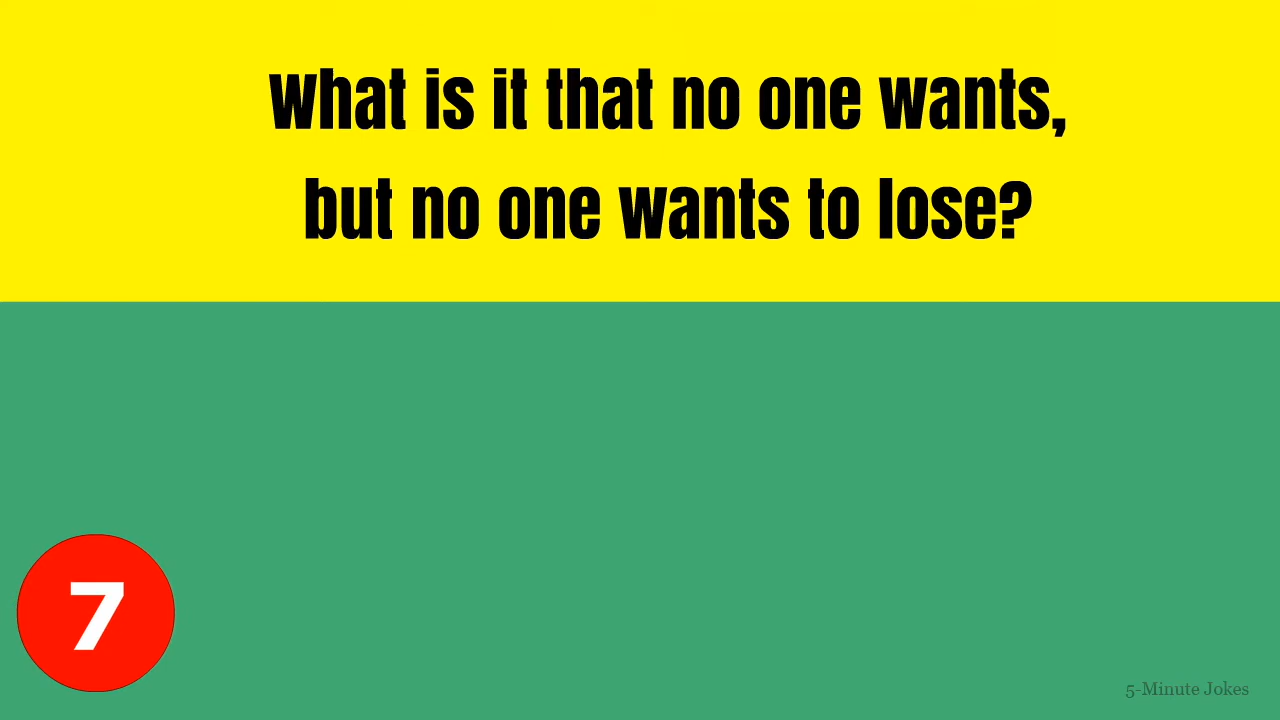 What is it that no one wants,
but no one wants to lose?
7
5-Minute Jokes